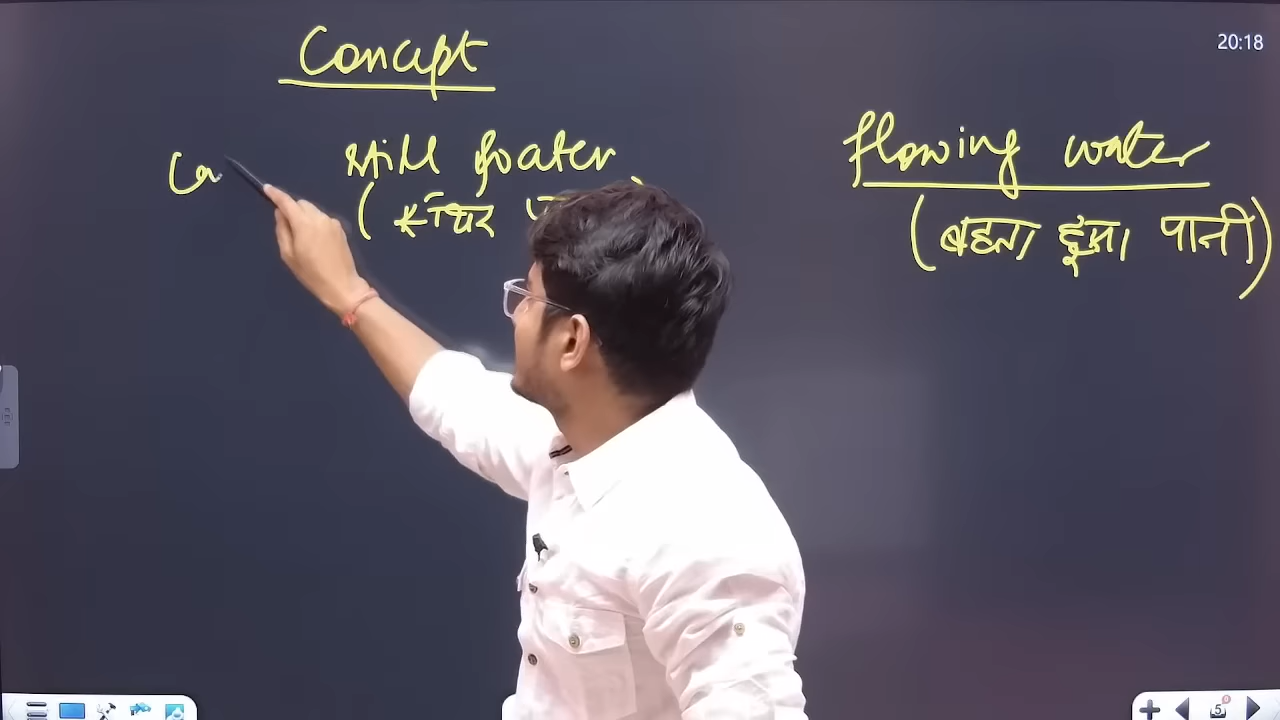 Concept
20:18
Still water
flowing water
(स्थिर
(बहता हुआ पानी)